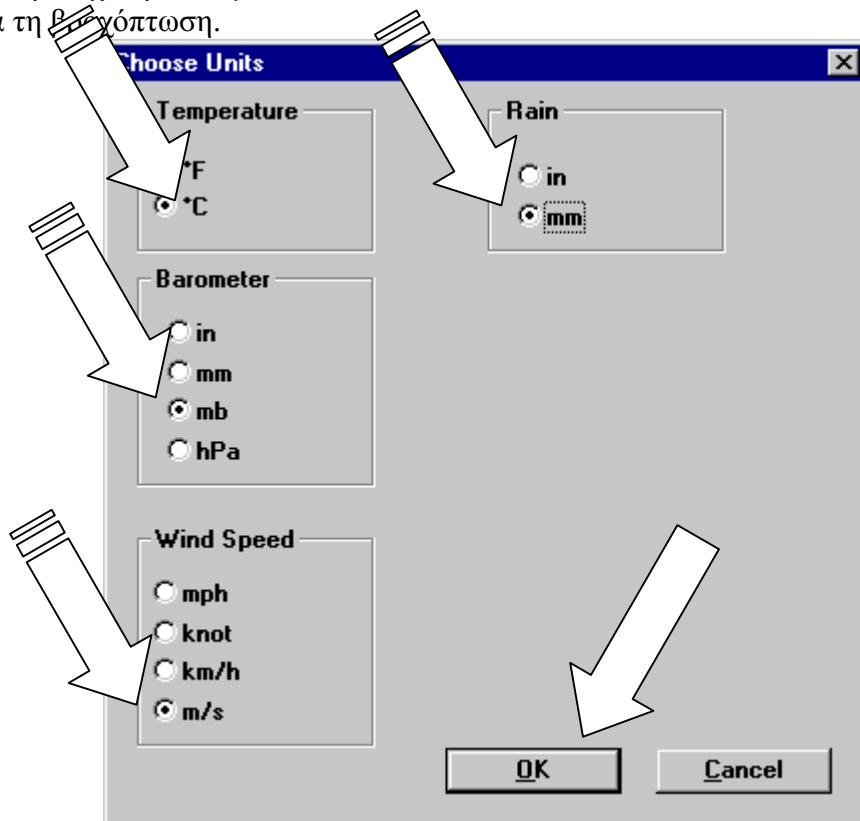 τη βροχόπτωση.
Choose Units
Temperature
Rain
°F
°C
in
mm
Barometer
in
mm
mb
hPa
Wind Speed
mph
knot
km/h
m/s
OK
Cancel